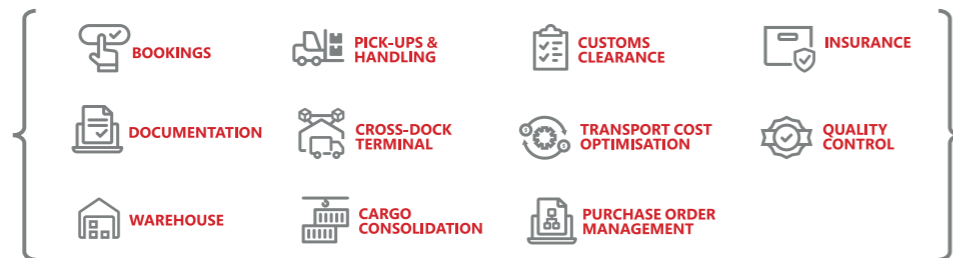 BOOKINGS
PICK-UPS &
HANDLING
CUSTOMS
CLEARANCE
INSURANCE
DOCUMENTATION
CROSS-DOCK
TERMINAL
TRANSPORT COST
OPTIMISATION
QUALITY
CONTROL
WAREHOUSE
CARGO
CONSOLIDATION
PURCHASE ORDER
MANAGEMENT